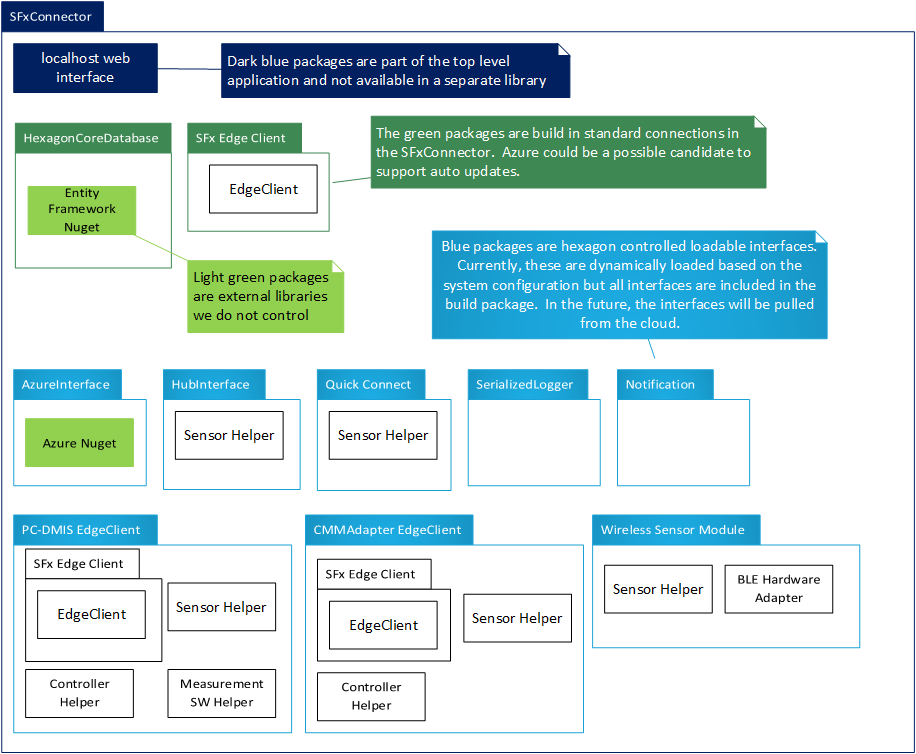 SFxConnector
localhost web
interface
Dark blue packages are part of the top level
application and not available in a separate library
HexagonCoreDatabase
Entity
Framework
Nuget
SFx Edge Client
EdgeClient
The green packages are build in standard connections in
the SFxConnector. Azure could be a possible candidate to
support auto updates.
Light green packages
are external libraries
we do not control
Blue packages are hexagon controlled loadable interfaces.
Currently, these are dynamically loaded based on the
system configuration but all interfaces are included in the
build package. In the future, the interfaces will be pulled
from the cloud.
AzureInterface
Azure Nuget
HubInterface
Sensor Helper
Quick Connect
Sensor Helper
SerializedLogger
Notification
PC-DMIS EdgeClient
SFx Edge Client
EdgeClient
Sensor Helper
Controller
Helper
Measurement
SW Helper
CMMAdapter EdgeClient
SFx Edge Client
EdgeClient
Sensor Helper
Controller
Helper
Wireless Sensor Module
Sensor Helper
BLE Hardware
Adapter